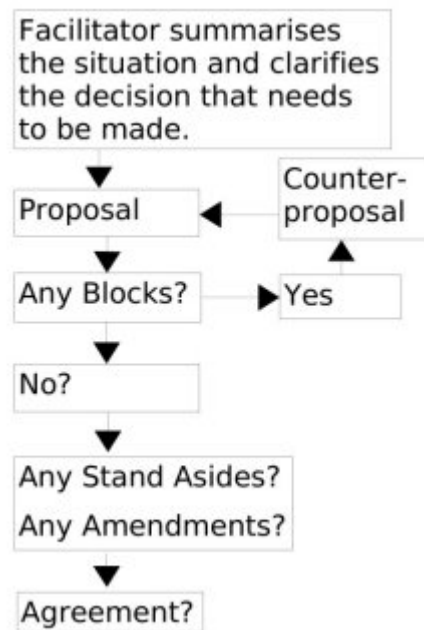 Facilitator summarises
the situation and clarifies
the decision that needs
to be made.
Proposal
Counter-
proposal
Any Blocks?
Yes
No?
Any Stand Asides?
Any Amendments?
Agreement?